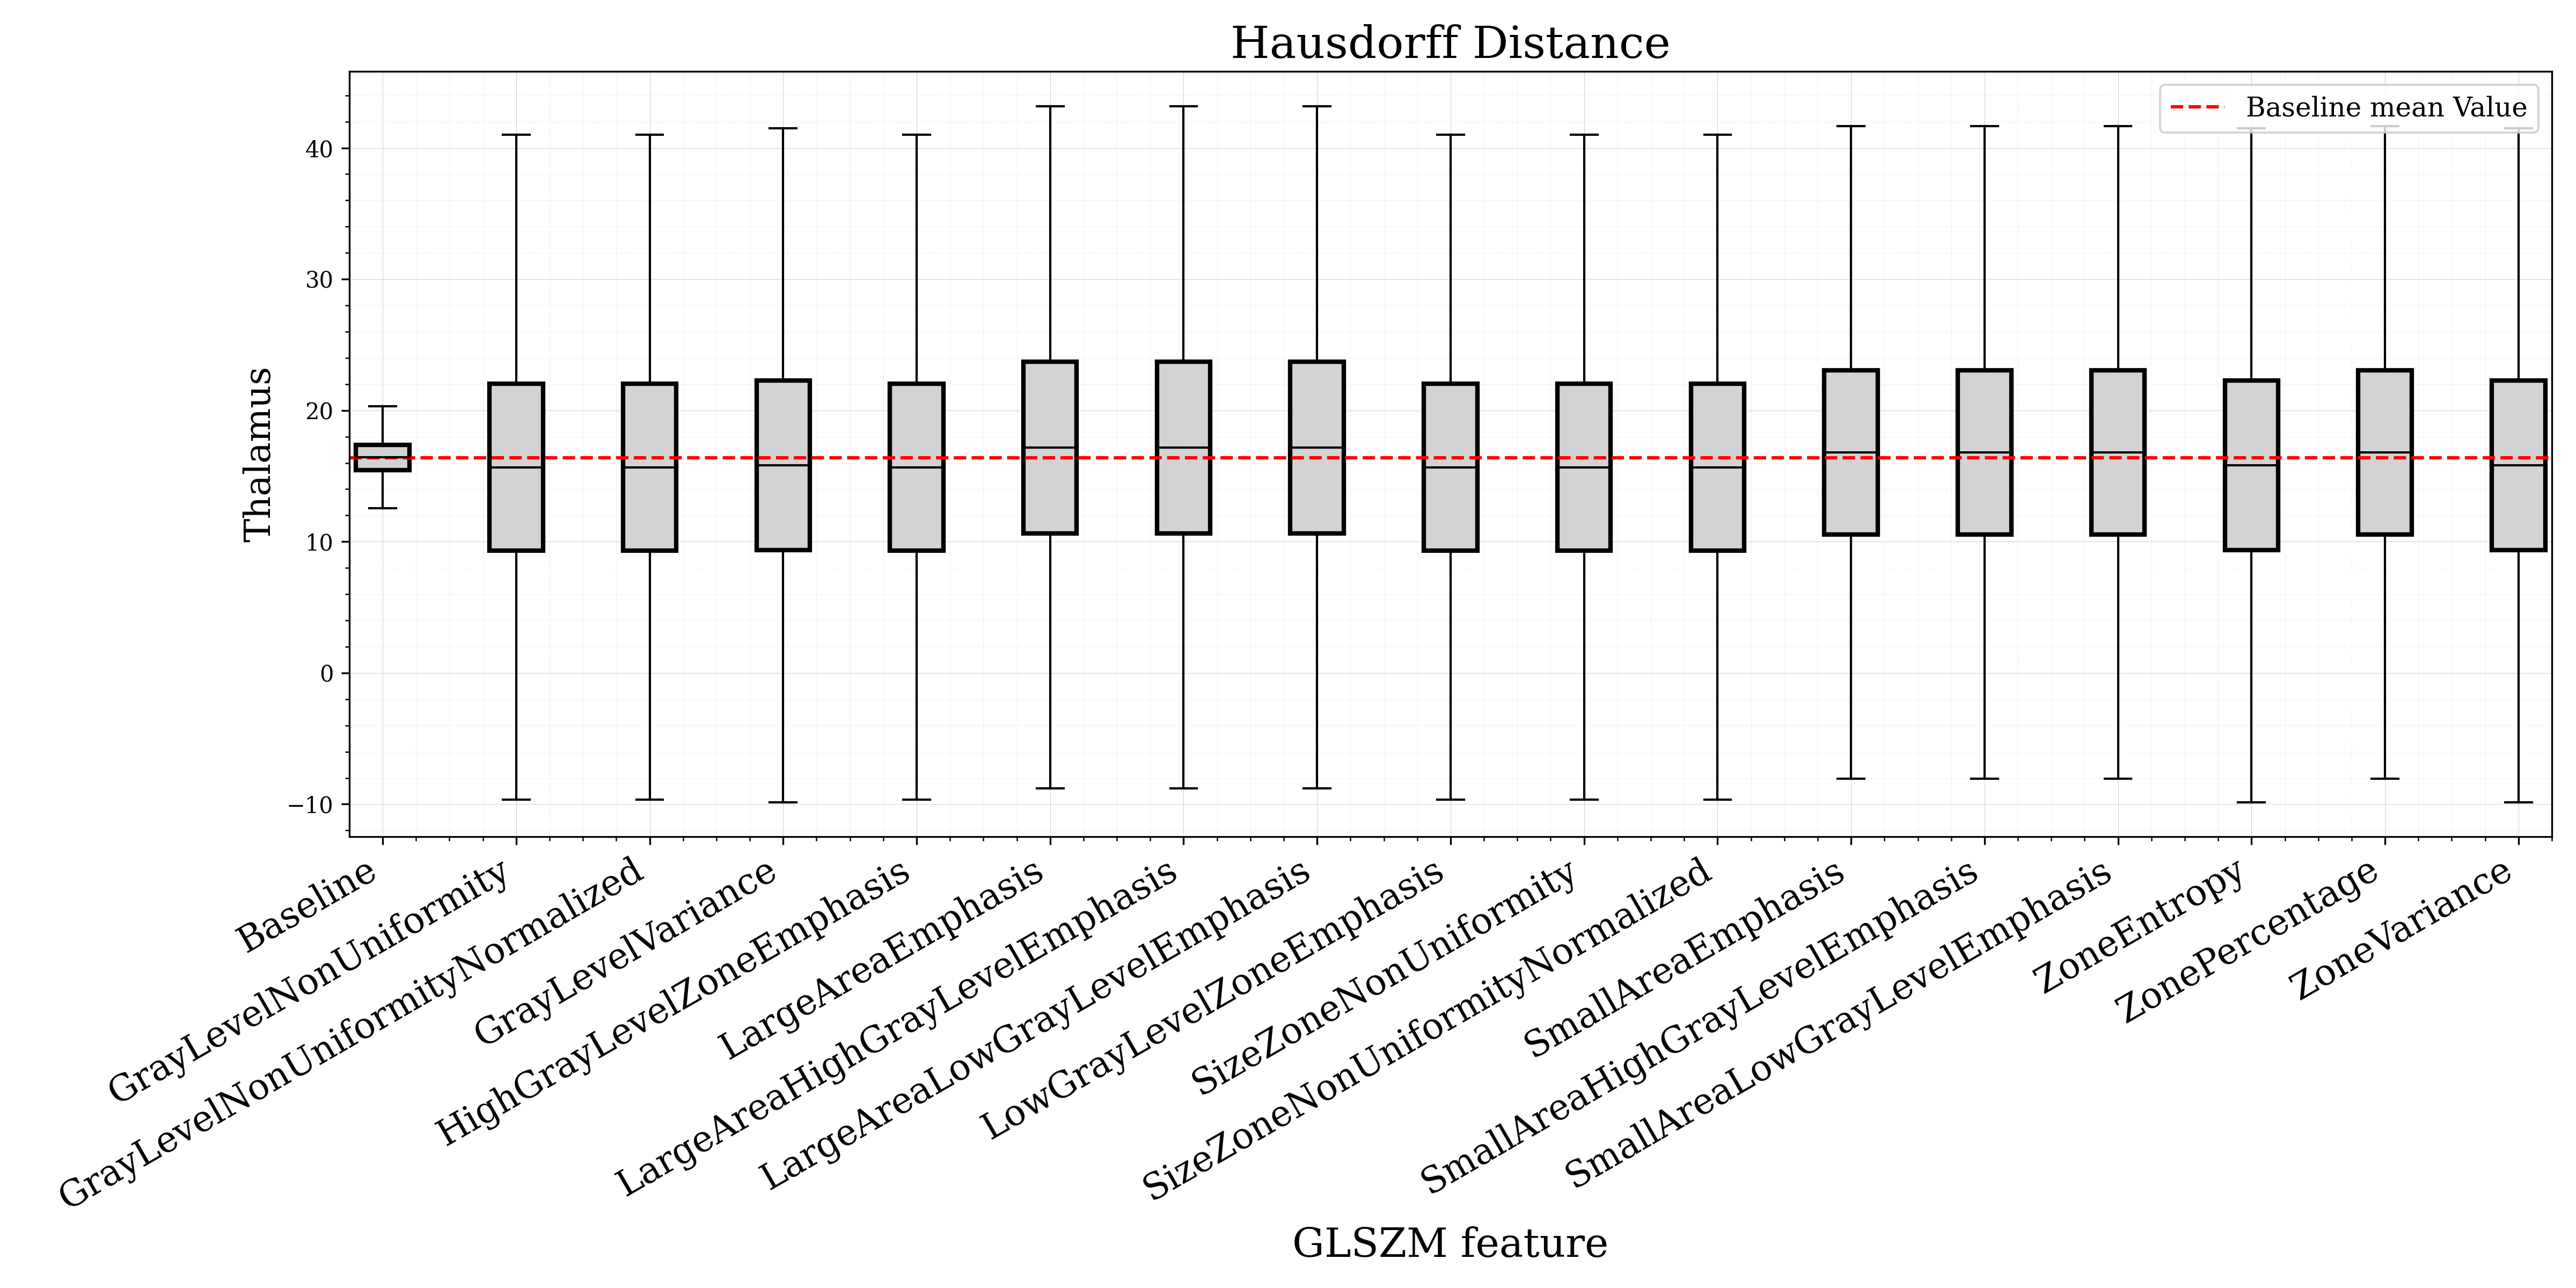 Hausdorff Distance
Baseline mean Value
Thalamus
40
30
20
10
0
−10
Baseline
GrayLevelNonUniformity
GrayLevelNonUniformityNormalized
GrayLevelVariance
HighGrayLevelZoneEmphasis
LargeAreaEmphasis
LargeAreaHighGrayLevelEmphasis
LargeAreaLowGrayLevelEmphasis
LowGrayLevelZoneEmphasis
SizeZoneNonUniformity
SizeZoneNonUniformityNormalized
SmallAreaEmphasis
SmallAreaHighGrayLevelEmphasis
SmallAreaLowGrayLevelEmphasis
ZoneEntropy
ZonePercentage
ZoneVariance
GLSZM feature